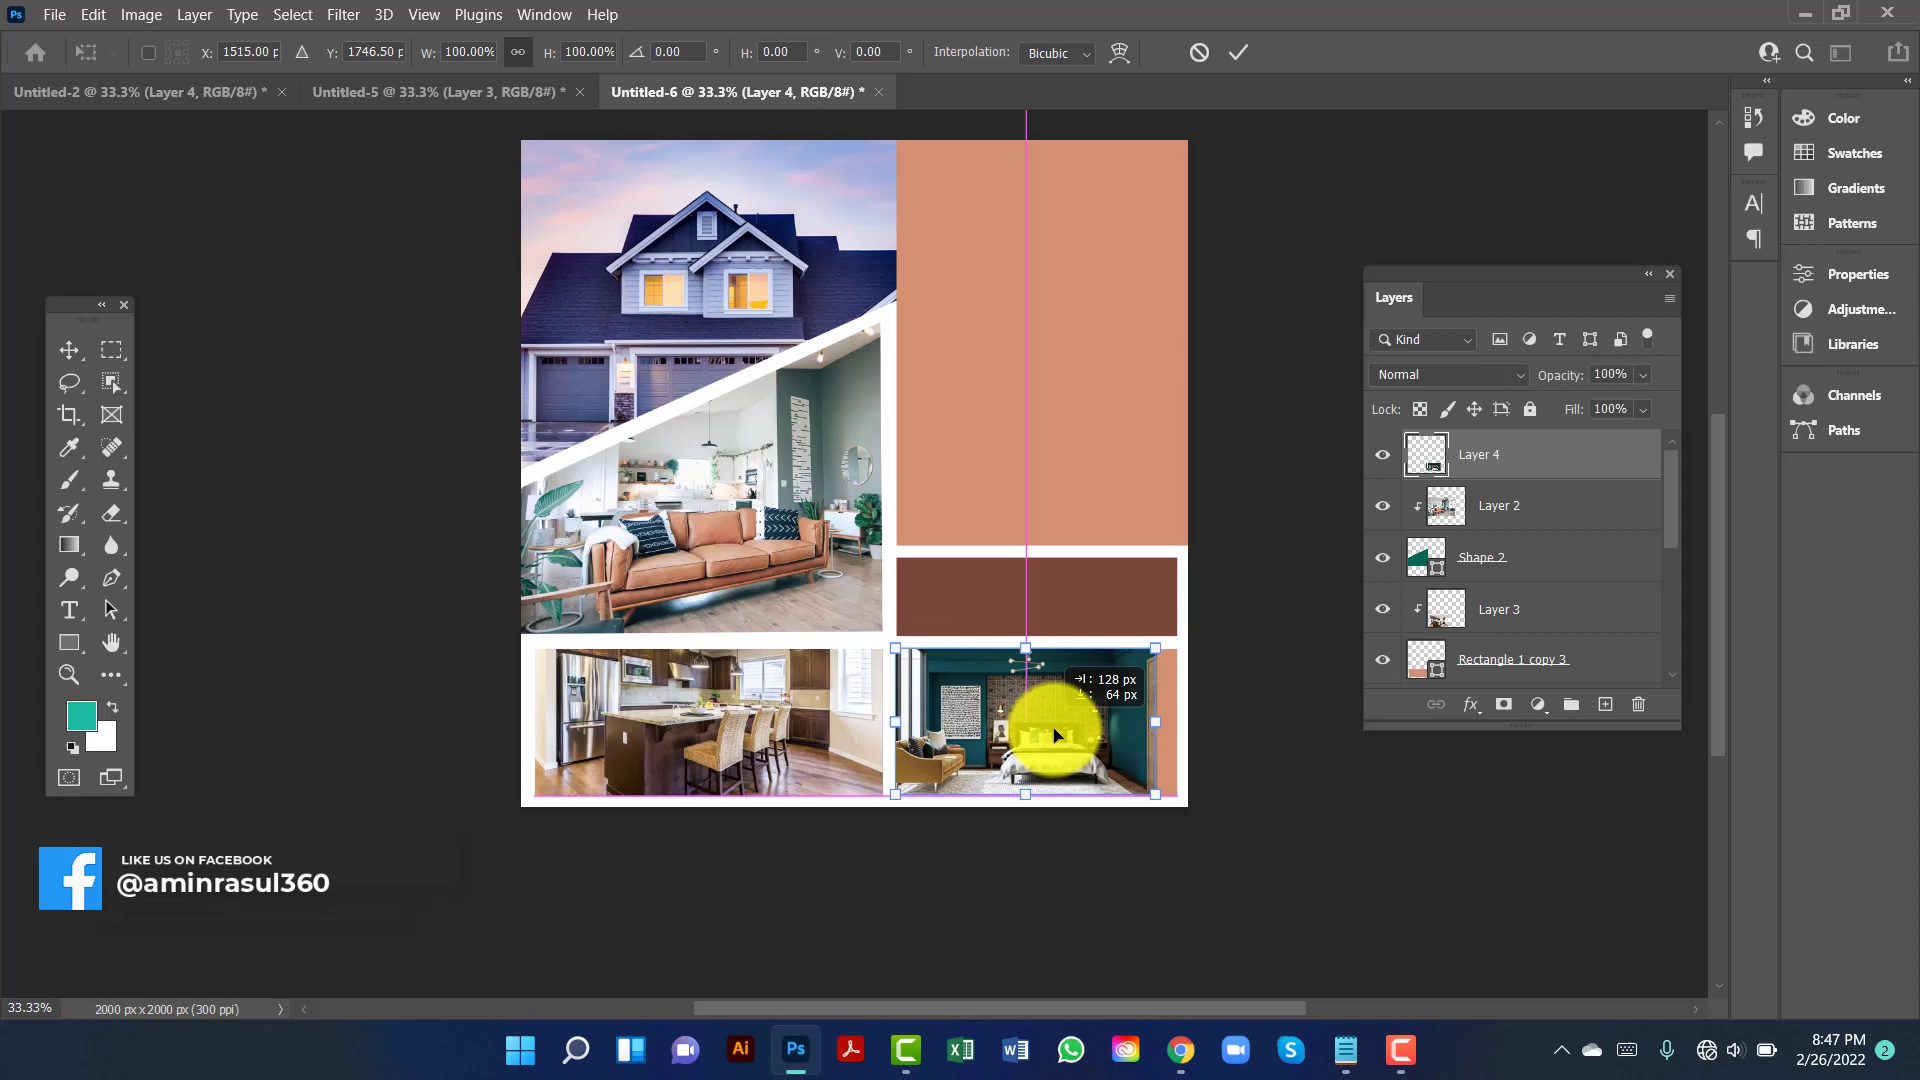 Ps File Edit Image Layer Type Select Filter 3D View Plugins Window Help
X: 1515.00 p Y: 1746.50 p W: 100.00% H: 100.00% 0.00 ° H: 0.00 ° V: 0.00 ° Interpolation: Bicubic
Untitled-2 @ 33.3% (Layer 4, RGB/8#) * Untitled-5 @ 33.3% (Layer 3, RGB/8#) * Untitled-6 @ 33.3% (Layer 4, RGB/8#) *
Color
Swatches
Gradients
Patterns
Properties
Adjustme...
Libraries
Channels
Paths
Layers
Kind
Normal Opacity: 100%
Lock: Fill: 100%
Layer 4
Layer 2
Shape 2
Layer 3
Rectangle 1 copy 3
: 128 px
: 64 px
LIKE US ON FACEBOOK
@aminrasul360
33.33% 2000 px x 2000 px (300 ppi)
8:47 PM
2/26/2022 2